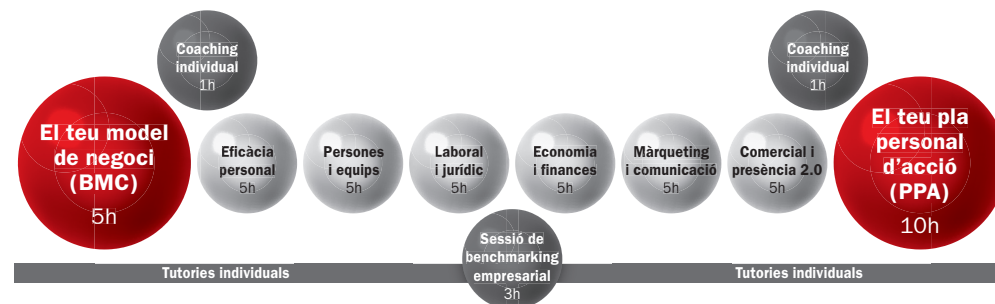 Coaching
individual
1h
Coaching
individual
1h
El teu model
de negoci
(BMC)
5h
Eficàcia
personal
5h
Persones
i equips
5h
Laboral
i jurídic
5h
Economia
i finances
5h
Màrqueting
i comunicació
5h
Comercial i
presència 2.0
5h
El teu pla
personal
d'acció
(PPA)
10h
Sessió de
benchmarking
empresarial
3h
Tutories individuals
Tutories individuals